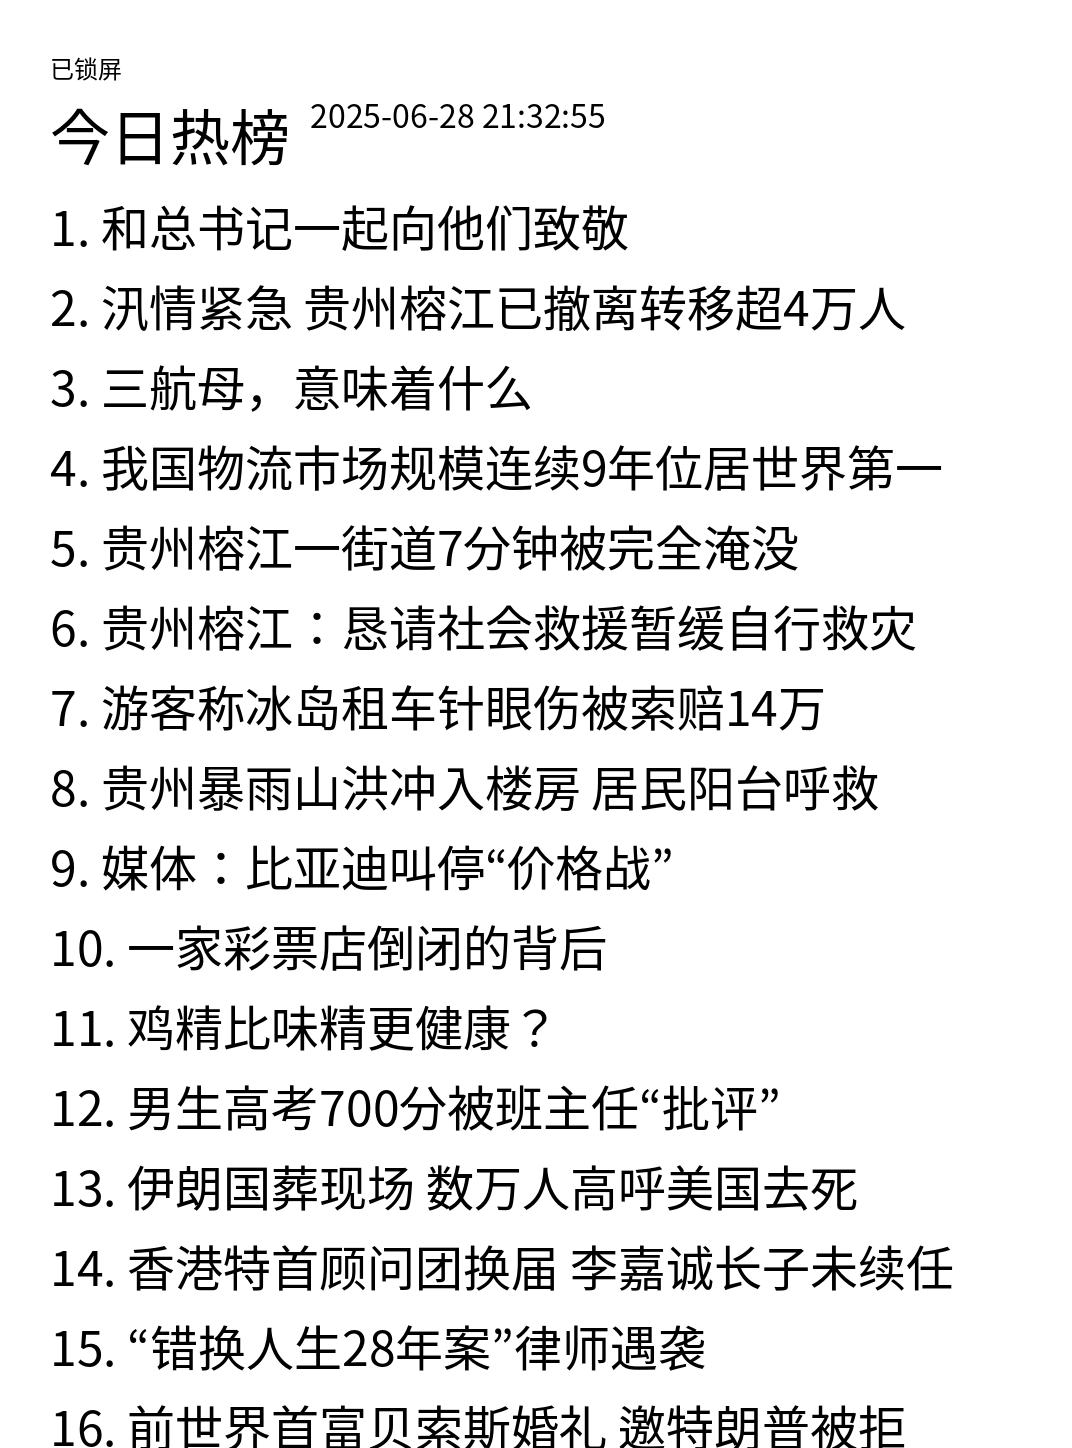 已锁屏
今日热榜 2025-06-28 21:32:55
1. 和总书记一起向他们致敬
2. 汛情紧急 贵州榕江已撤离转移超4万人
3. 三航母，意味着什么
4. 我国物流市场规模连续9年位居世界第一
5. 贵州榕江一街道7分钟被完全淹没
6. 贵州榕江：恳请社会救援暂缓自行救灾
7. 游客称冰岛租车针眼伤被索赔14万
8. 贵州暴雨山洪冲入楼房 居民阳台呼救
9. 媒体：比亚迪叫停“价格战”
10. 一家彩票店倒闭的背后
11. 鸡精比味精更健康？
12. 男生高考700分被班主任“批评”
13. 伊朗国葬现场 数万人高呼美国去死
14. 香港特首顾问团换届 李嘉诚长子未续任
15. “错换人生28年案”律师遇袭
16. 前世界首富贝索斯婚礼 邀特朗普被拒